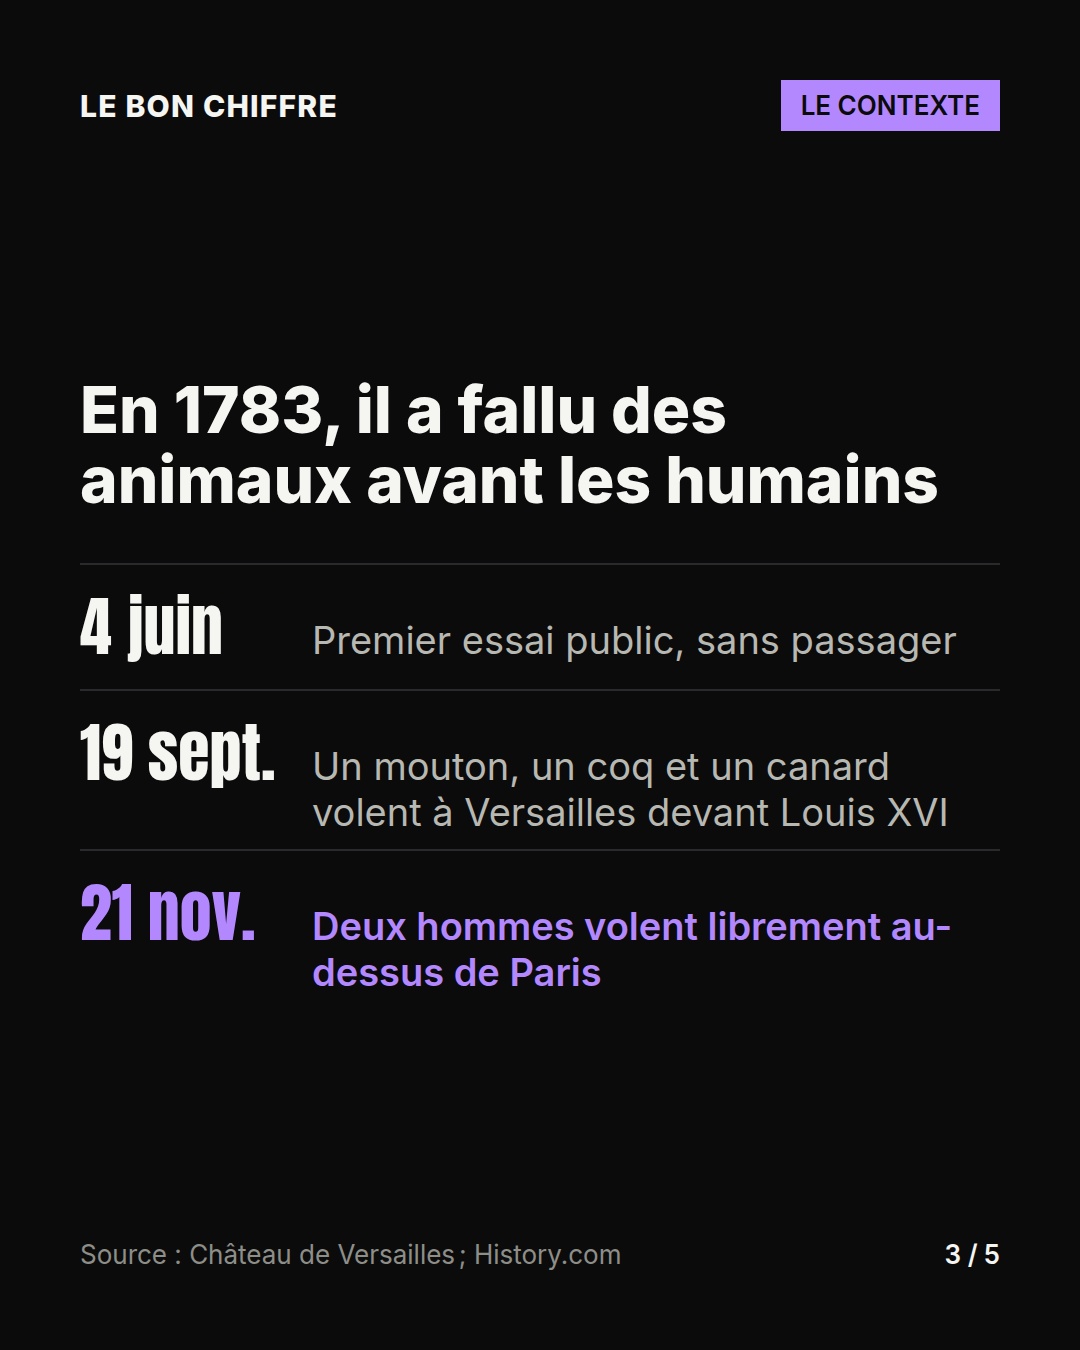 LE BON CHIFFRE
LE CONTEXTE
En 1783, il a fallu des
animaux avant les humains
4 juin
Premier essai public, sans passager
19 sept.
Un mouton, un coq et un canard
volent à Versailles devant Louis XVI
21 nov.
Deux hommes volent librement au-
dessus de Paris
Source : Château de Versailles ; History.com
3 / 5